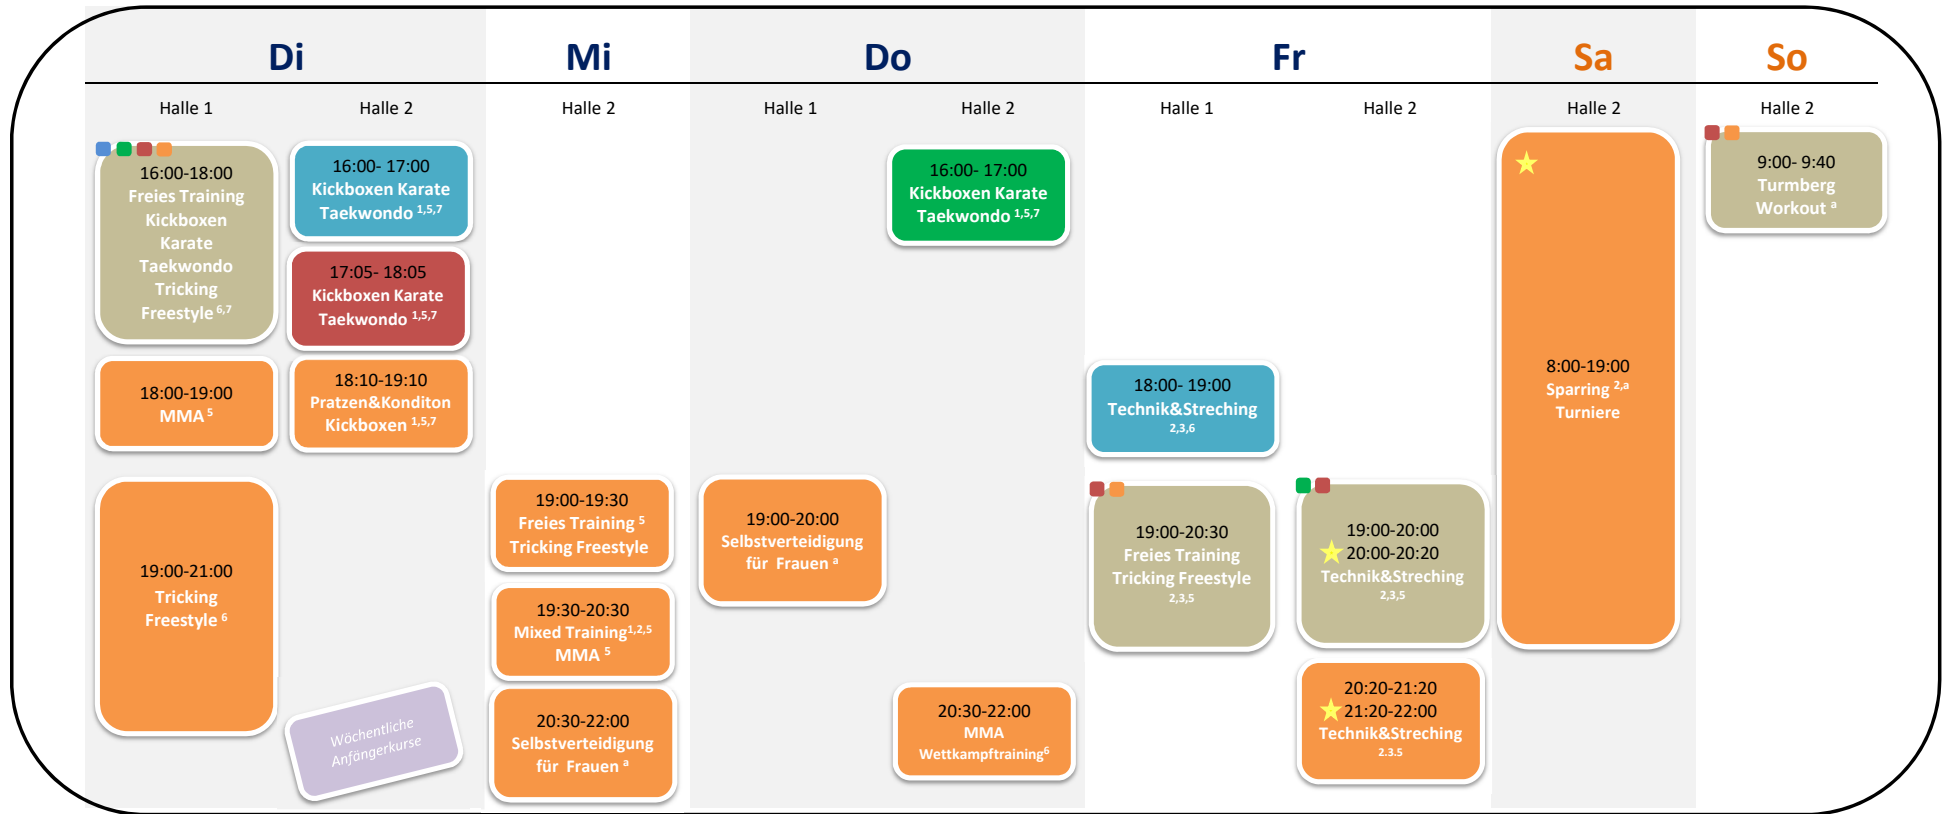 Di
Mi
Do
Fr
Sa
So
Halle 1
Halle 2
Halle 2
Halle 1
Halle 2
Halle 1
Halle 2
Halle 2
Halle 2
16:00-18:00
Freies Training
Kickboxen
Karate
Taekwondo
Tricking
Freestyle 6,7
18:00-19:00
MMA 5
19:00-21:00
Tricking
Freestyle 6
16:00- 17:00
Kickboxen Karate
Taekwondo 1,5,7
17:05- 18:05
Kickboxen Karate
Taekwondo 1,5,7
18:10-19:10
Pratzen&Konditon
Kickboxen 1,5,7
Wöchentliche
Anfängerkurse
19:00-19:30
Freies Training 5
Tricking Freestyle
19:30-20:30
Mixed Training1,2,5
MMA 5
20:30-22:00
Selbstverteidigung
für Frauen a
19:00-20:00
Selbstverteidigung
für Frauen a
16:00- 17:00
Kickboxen Karate
Taekwondo 1,5,7
20:30-22:00
MMA
Wettkampftraining6
18:00- 19:00
Technik&Streching
2,3,6
19:00-20:30
Freies Training
Tricking Freestyle
2,3,5
19:00-20:00
20:00-20:20
Technik&Streching
2,3,5
20:20-21:20
21:20-22:00
Technik&Streching
2.3.5
8:00-19:00
Sparring 2,a
Turniere
9:00- 9:40
Turmberg
Workout a